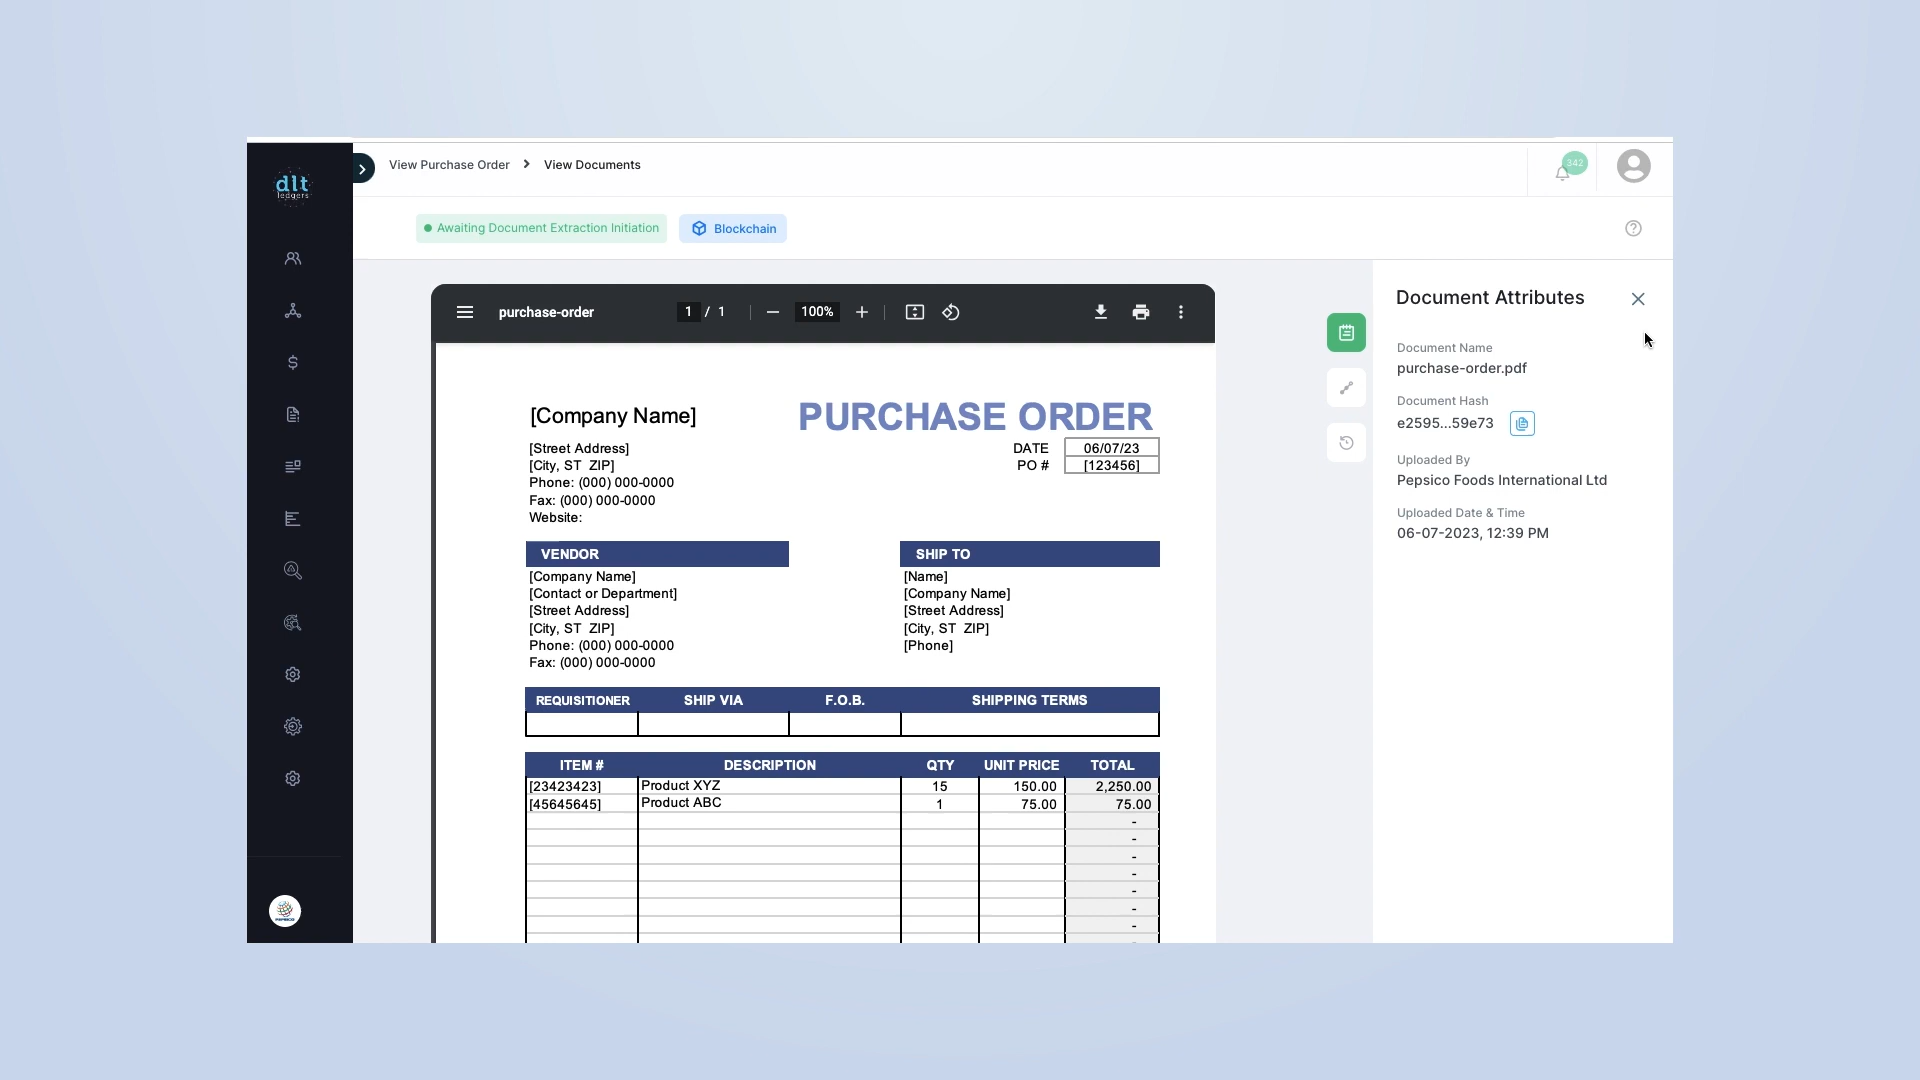 dlt
ledgers
View Purchase Order > View Documents
342
Awaiting Document Extraction Initiation
Blockchain
purchase-order
1 / 1
100%
[Company Name]
PURCHASE ORDER
[Street Address]
DATE 06/07/23
[City, ST ZIP]
PO # [123456]
Phone: (000) 000-0000
Fax: (000) 000-0000
Website:
VENDOR
SHIP TO
[Company Name]
[Name]
[Contact or Department]
[Company Name]
[Street Address]
[Street Address]
[City, ST ZIP]
[City, ST ZIP]
Phone: (000) 000-0000
[Phone]
Fax: (000) 000-0000
REQUISITIONER SHIP VIA F.O.B. SHIPPING TERMS
ITEM # DESCRIPTION QTY UNIT PRICE TOTAL
[23423423] Product XYZ 15 150.00 2,250.00
[45645645] Product ABC 1 75.00 75.00
-
-
-
-
-
-
-
-
Document Attributes
Document Name
purchase-order.pdf
Document Hash
e2595...59e73
Uploaded By
Pepsico Foods International Ltd
Uploaded Date & Time
06-07-2023, 12:39 PM
PEPSICO